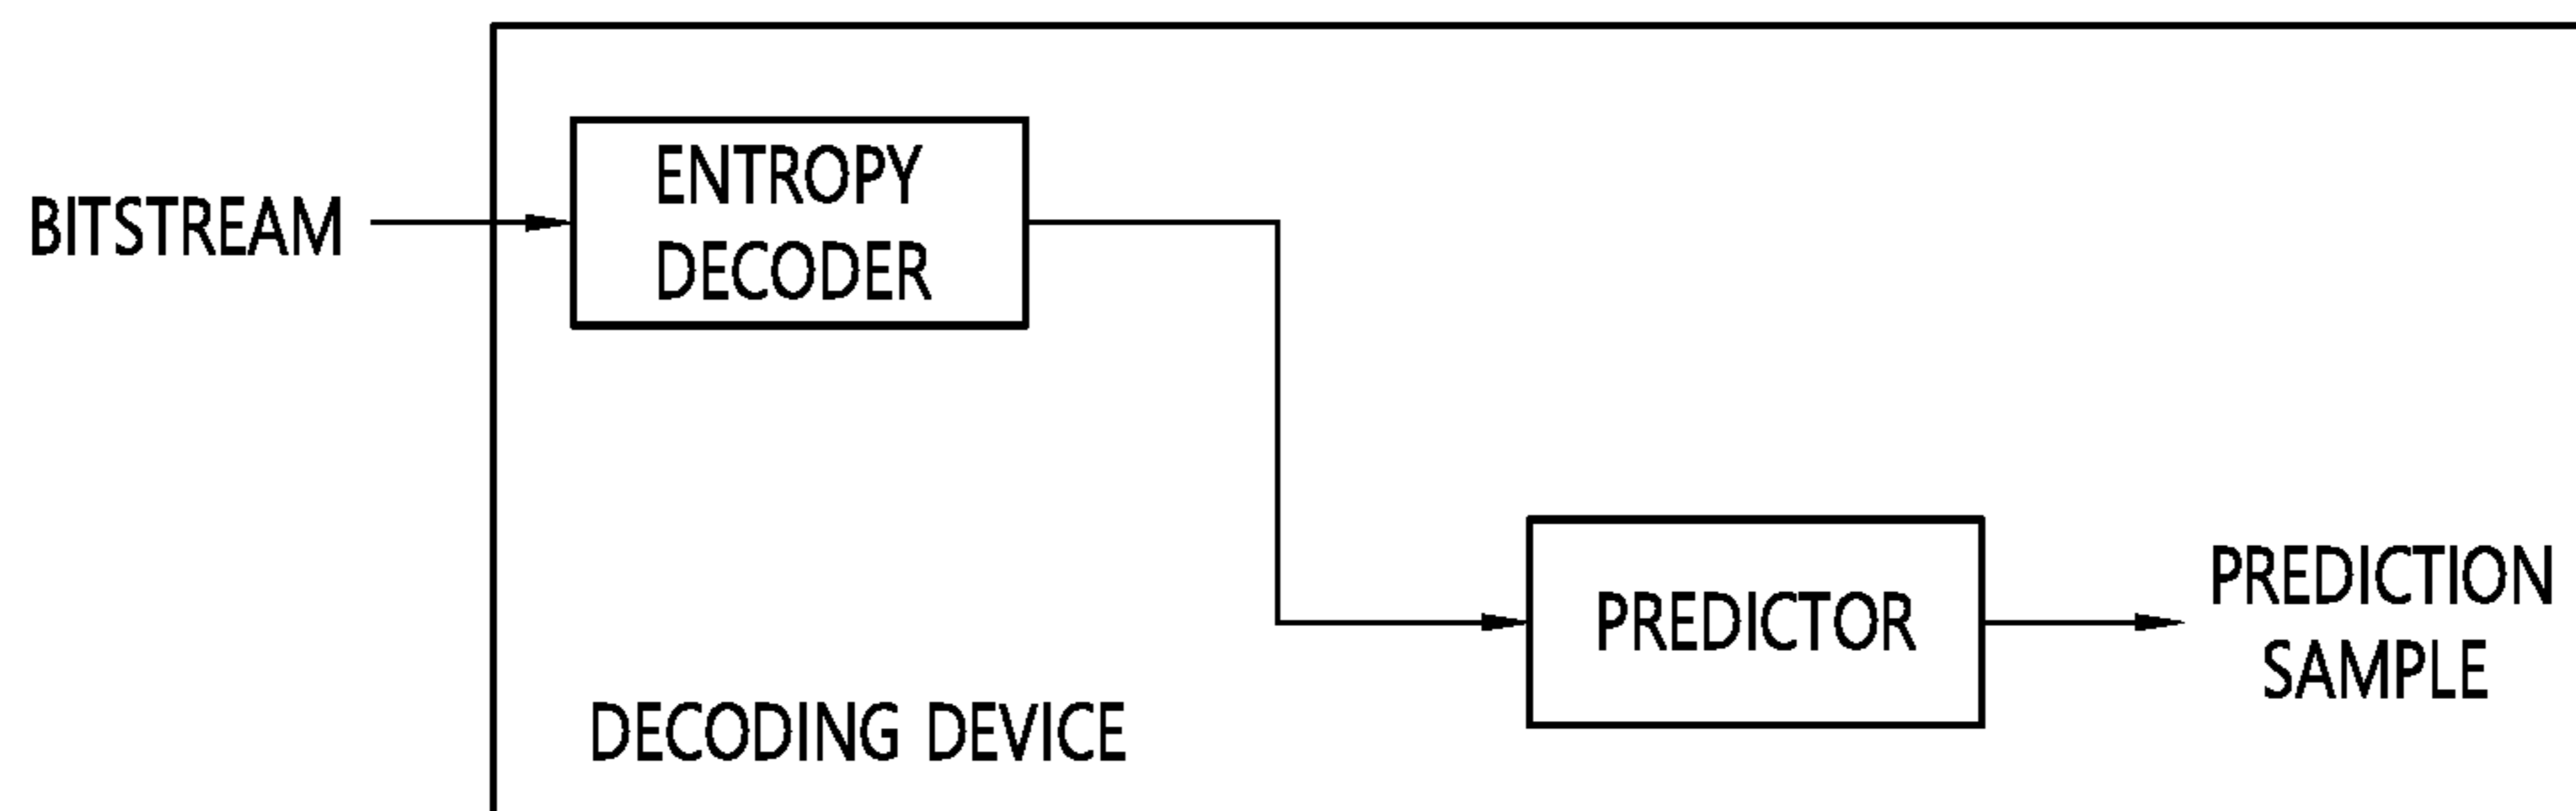 BITSTREAM
ENTROPY
DECODER
PREDICTOR
PREDICTION
SAMPLE
DECODING DEVICE